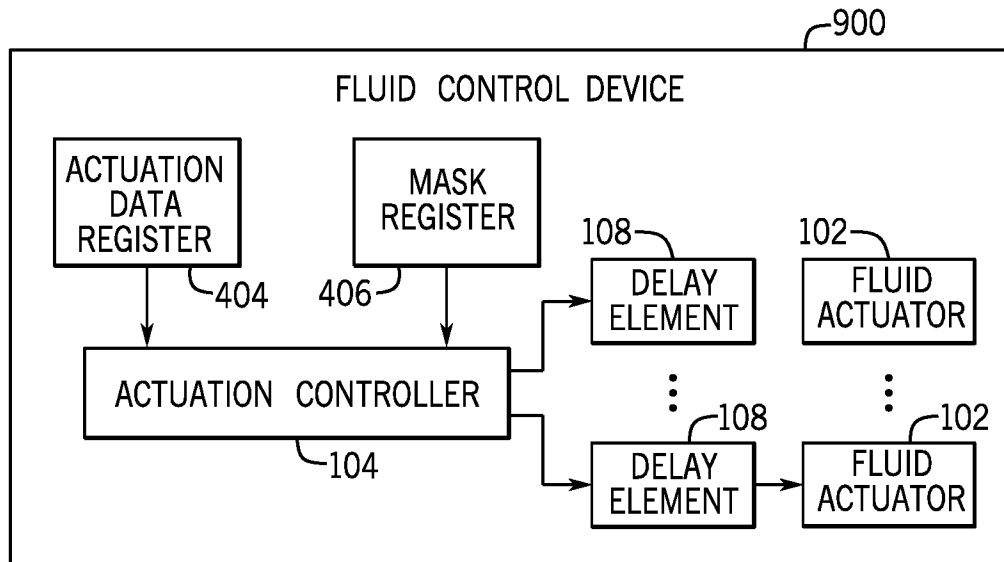 900
FLUID CONTROL DEVICE
ACTUATION
DATA
REGISTER
404
MASK
REGISTER
406
108
DELAY
ELEMENT
102
FLUID
ACTUATOR
ACTUATION CONTROLLER
104
108
DELAY
ELEMENT
102
FLUID
ACTUATOR